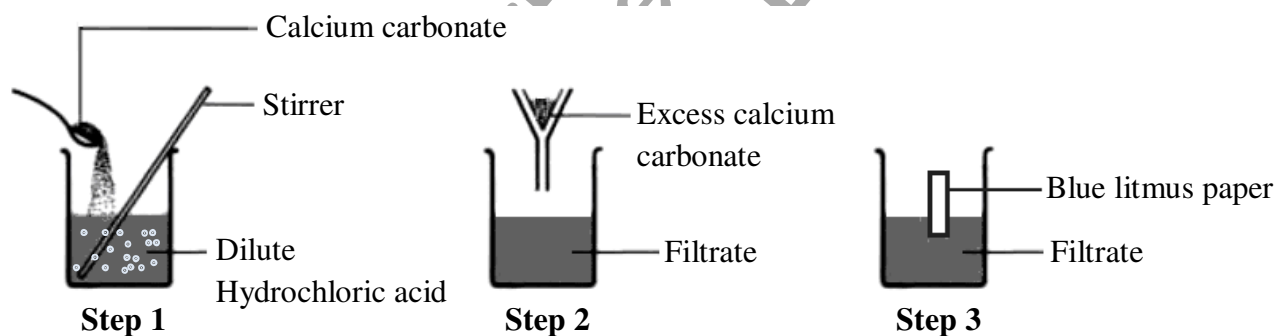 Calcium carbonate
Stirrer
Dilute
Hydrochloric acid
Step 1
Excess calcium
carbonate
Filtrate
Step 2
Blue litmus paper
Filtrate
Step 3